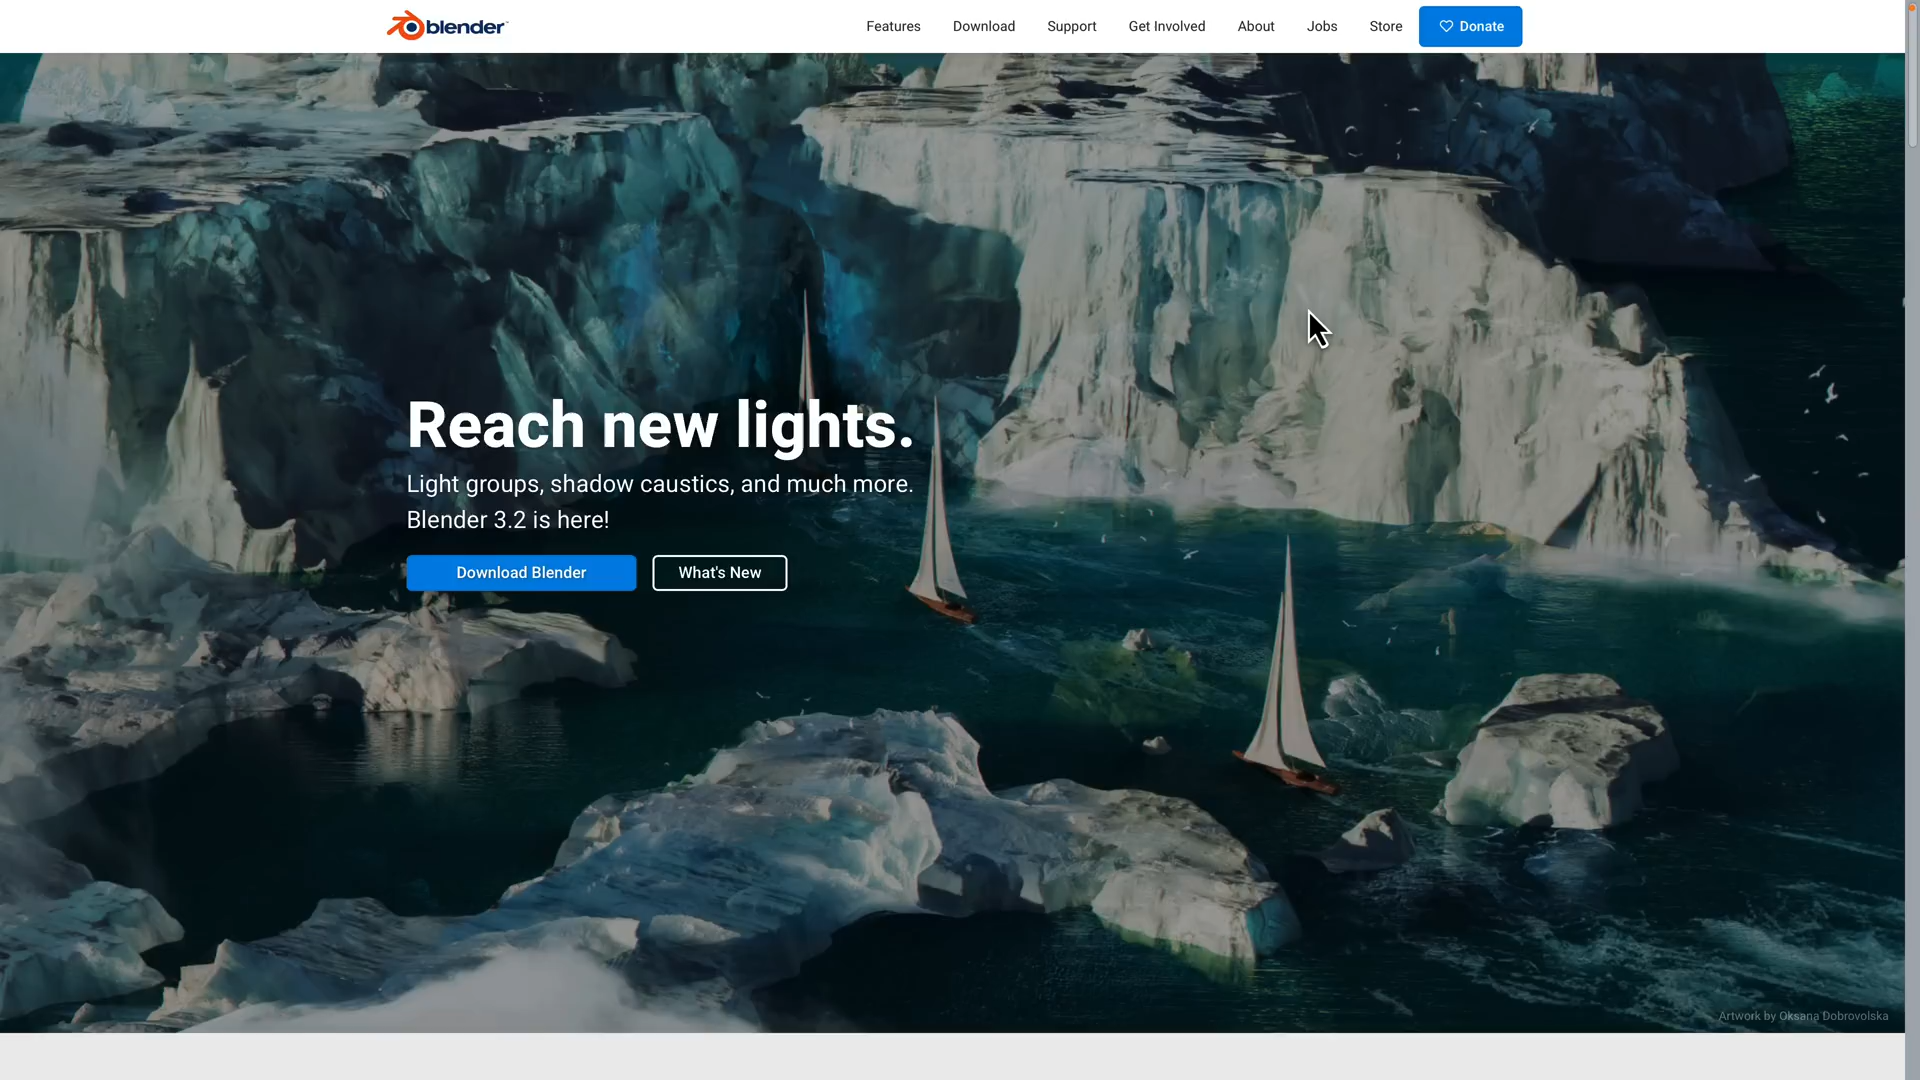 blender
Features Download Support Get Involved About Jobs Store Donate
Reach new lights.
Light groups, shadow caustics, and much more.
Blender 3.2 is here!
Download Blender What's New
Artwork by Oksana Dobrovolska